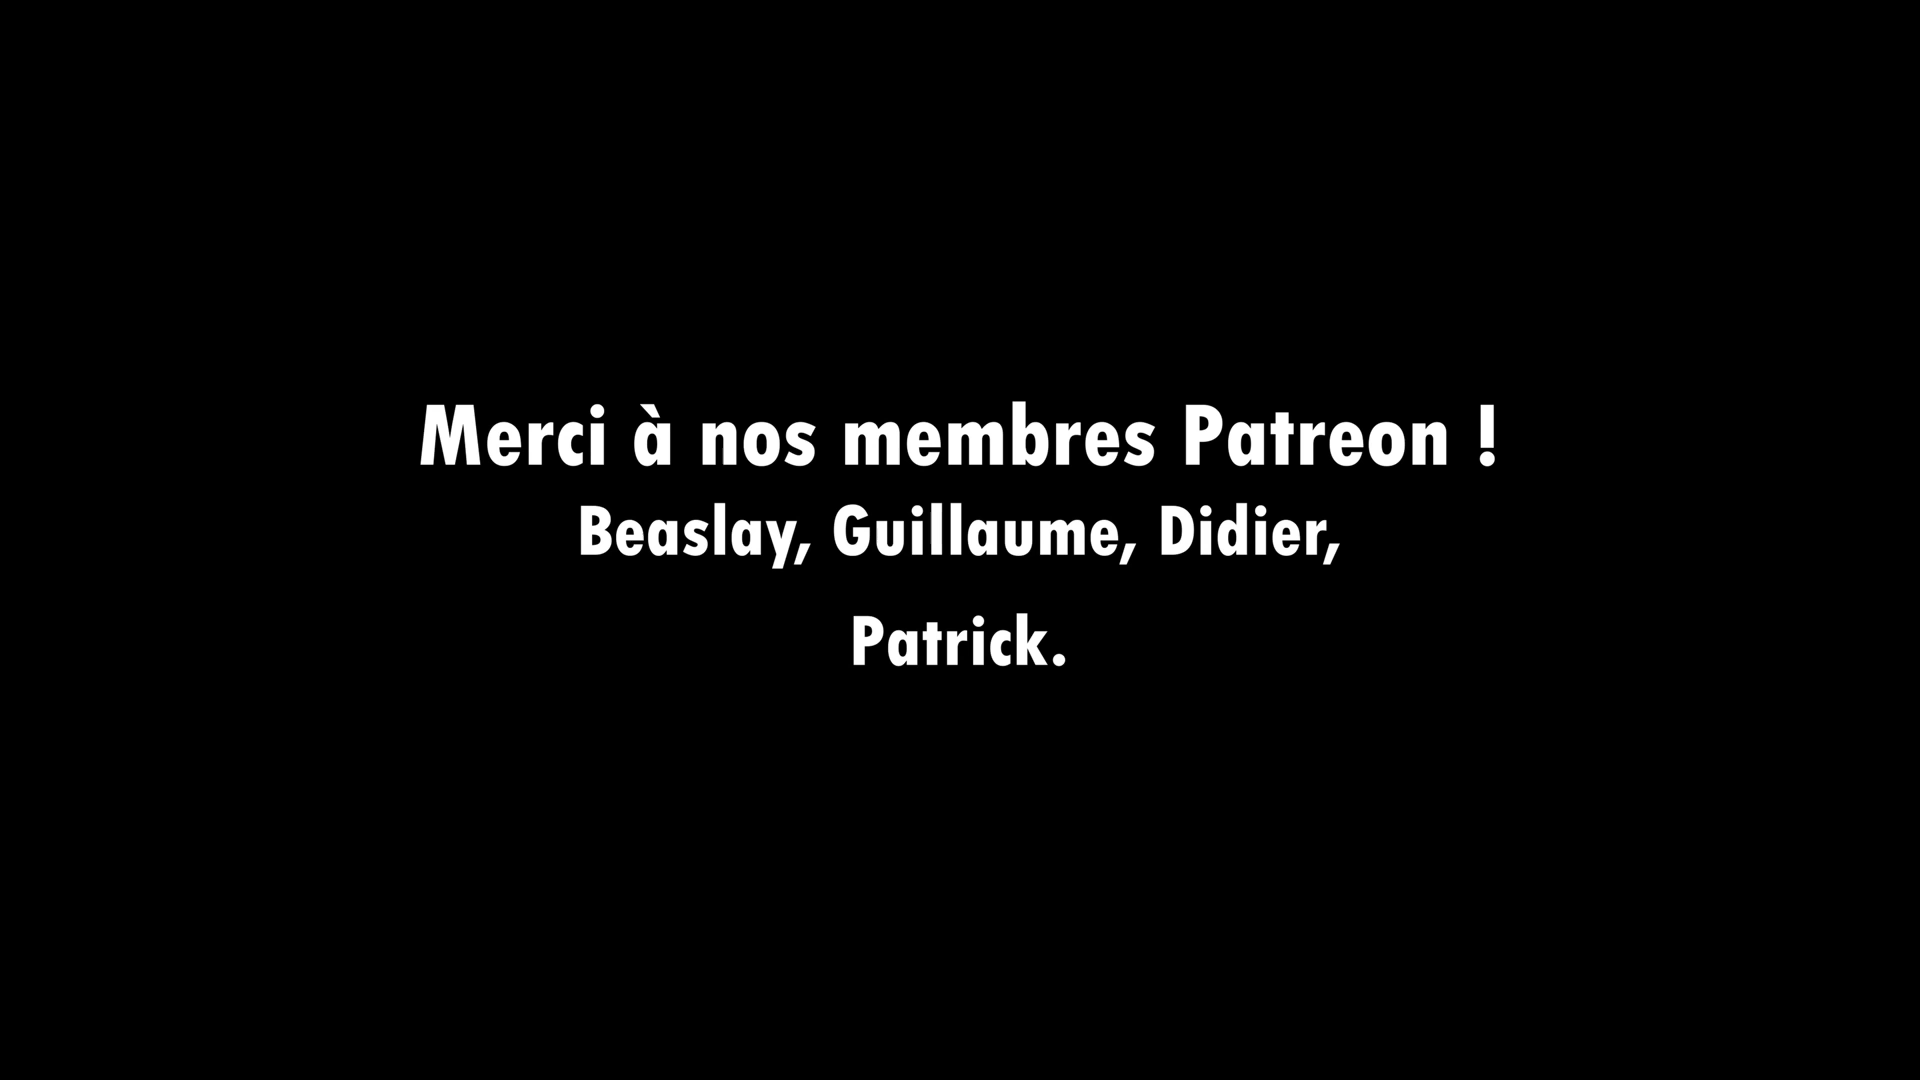 Merci à nos membres Patreon !
Beaslay, Guillaume, Didier,
Patrick.